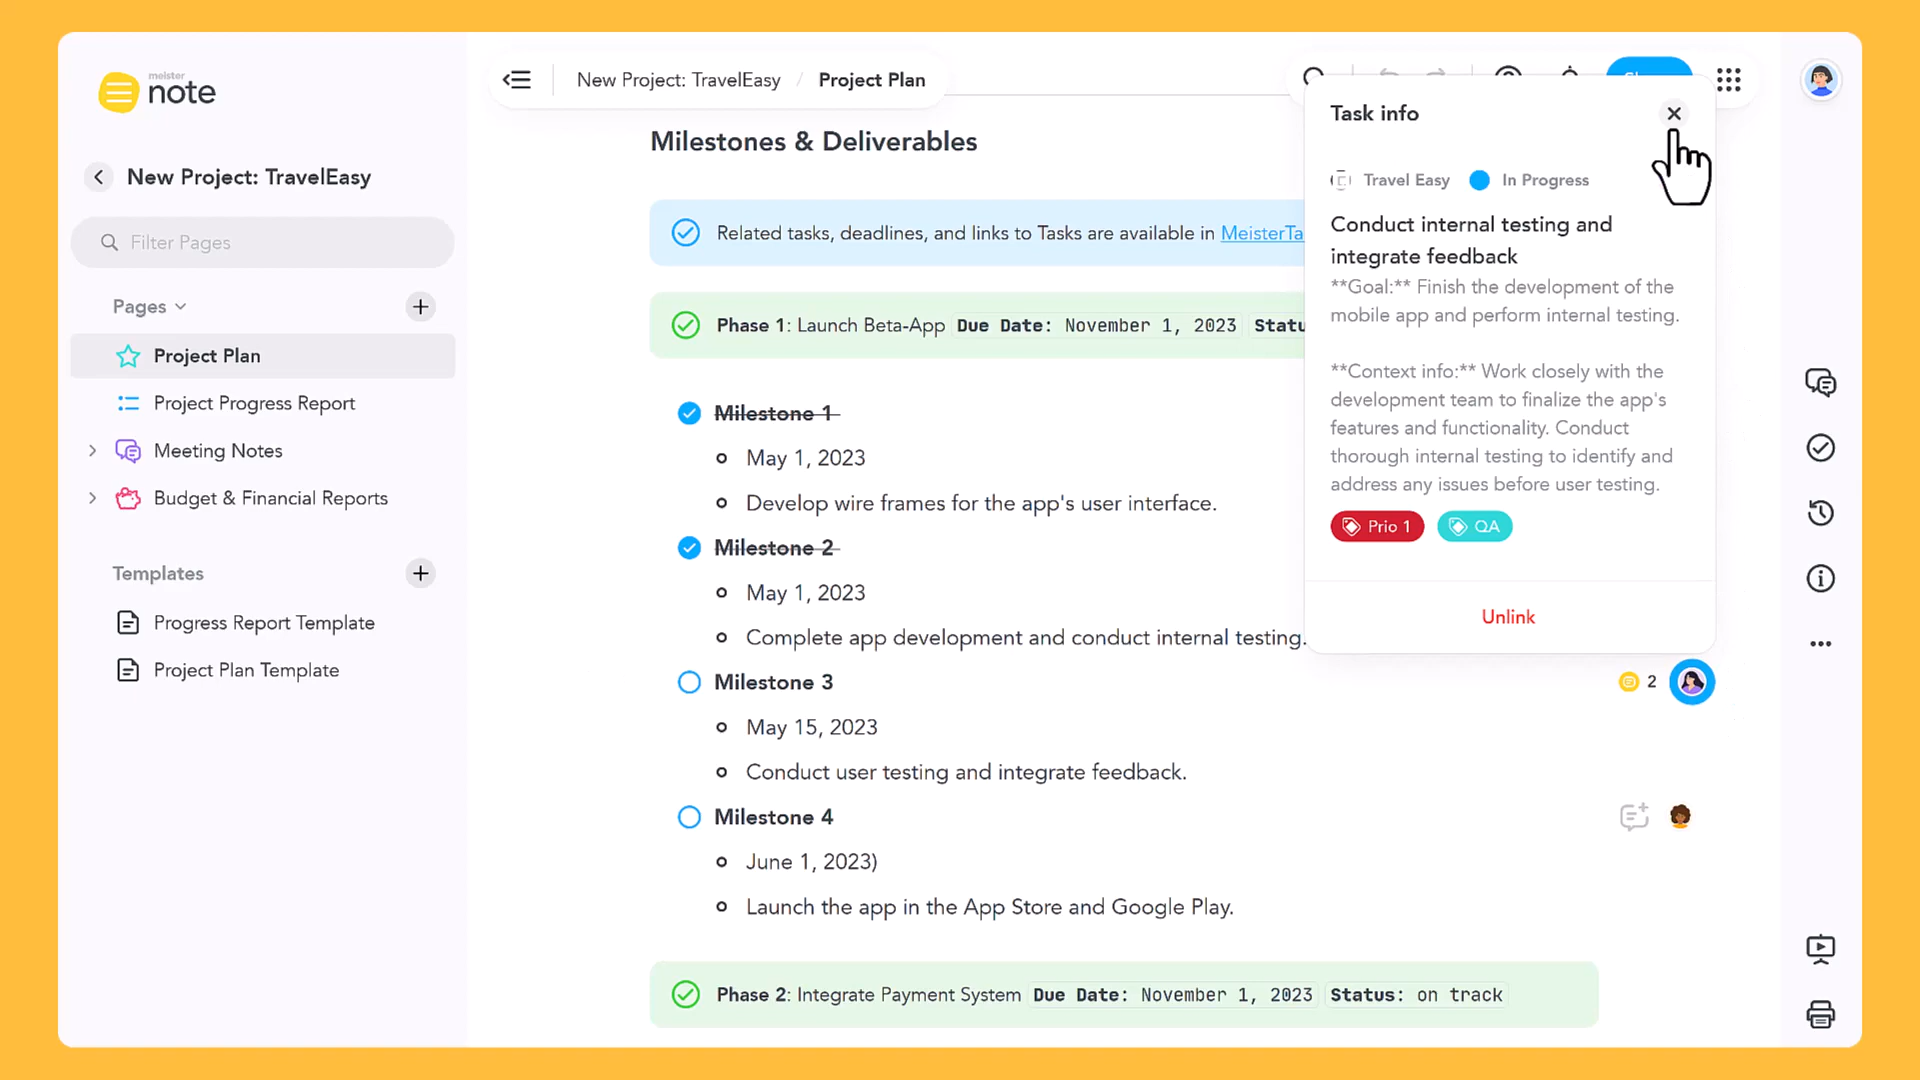 meister
note
New Project: TravelEasy
Filter Pages
Pages
Project Plan
Project Progress Report
Meeting Notes
Budget & Financial Reports
Templates
Progress Report Template
Project Plan Template
New Project: TravelEasy / Project Plan
Milestones & Deliverables
Related tasks, deadlines, and links to Tasks are available in MeisterTa
Phase 1: Launch Beta-App Due Date: November 1, 2023 Statu
Milestone 1
May 1, 2023
Develop wire frames for the app's user interface.
Milestone 2
May 1, 2023
Complete app development and conduct internal testing.
Milestone 3
2
May 15, 2023
Conduct user testing and integrate feedback.
Milestone 4
June 1, 2023)
Launch the app in the App Store and Google Play.
Phase 2: Integrate Payment System Due Date: November 1, 2023 Status: on track
Task info
Travel Easy In Progress
Conduct internal testing and
integrate feedback
**Goal:** Finish the development of the
mobile app and perform internal testing.
**Context info:** Work closely with the
development team to finalize the app's
features and functionality. Conduct
thorough internal testing to identify and
address any issues before user testing.
Prio 1 QA
Unlink